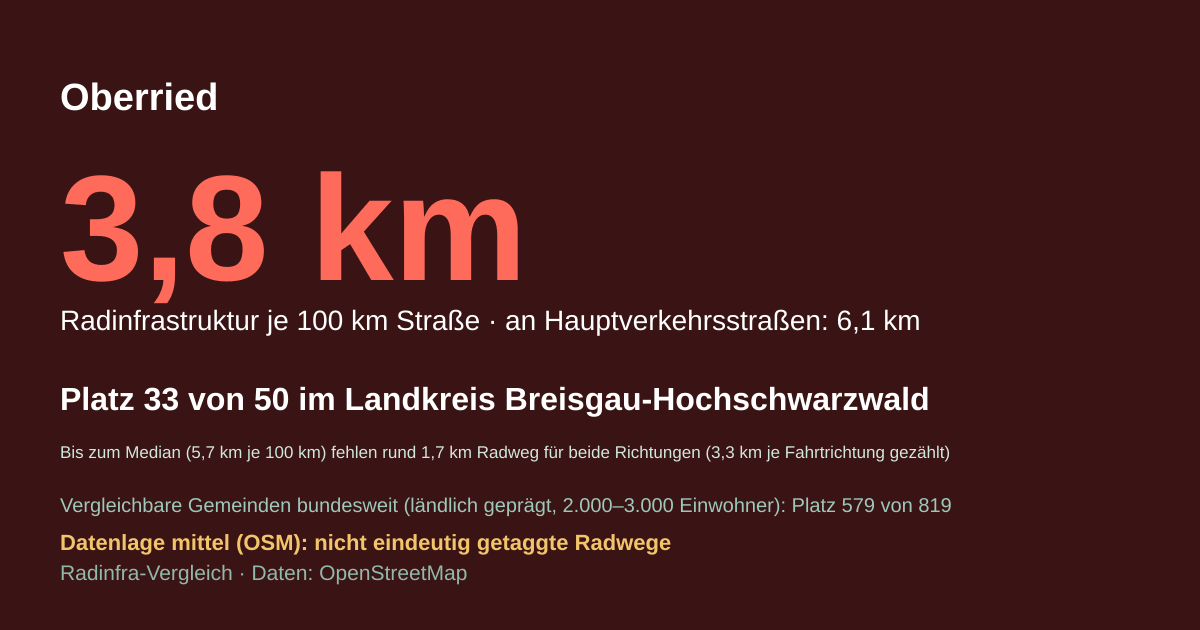 Oberried
3,8 km
Radinfrastruktur je 100 km Straße · an Hauptverkehrsstraßen: 6,1 km
Platz 33 von 50 im Landkreis Breisgau-Hochschwarzwald
Bis zum Median (5,7 km je 100 km) fehlen rund 1,7 km Radweg für beide Richtungen (3,3 km je Fahrtrichtung gezählt)
Vergleichbare Gemeinden bundesweit (ländlich geprägt, 2.000–3.000 Einwohner): Platz 579 von 819
Datenlage mittel (OSM): nicht eindeutig getaggte Radwege
Radinfra-Vergleich · Daten: OpenStreetMap